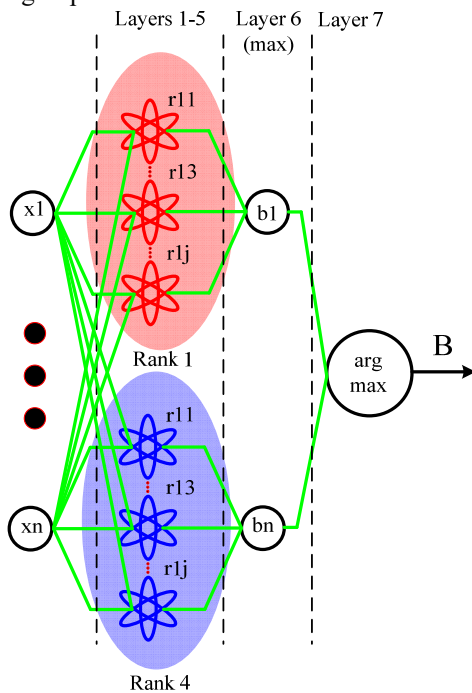 Layers 1-5
Layer 6
(max)
Layer 7
r11
r13
r1j
x1
b1
Rank 1
arg
max
B
r11
r13
r1j
xn
bn
Rank 4